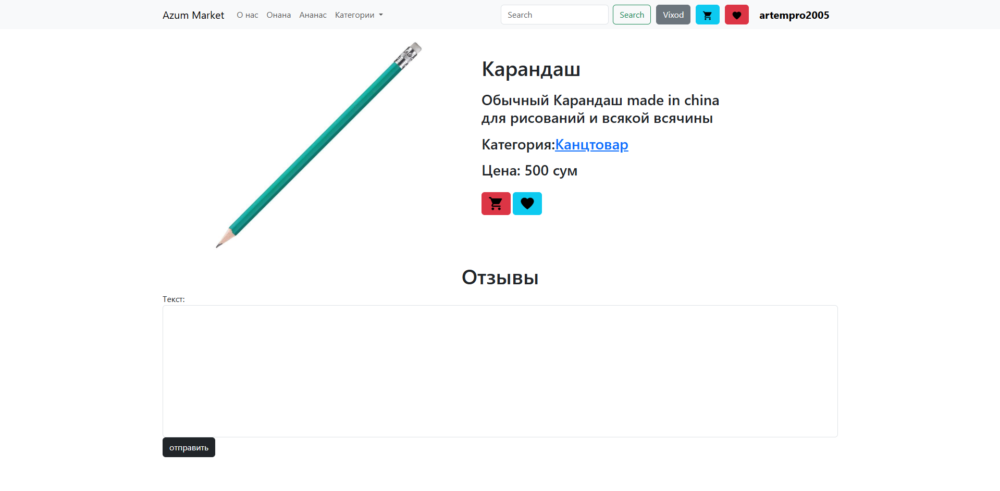 Azum Market О нас Онана Ананас Категории Search Search Vixod artempro2005
Карандаш
Обычный Карандаш made in china
для рисований и всякой всячины
Категория:Канцтовар
Цена: 500 сум
Отзывы
Текст:
отправить